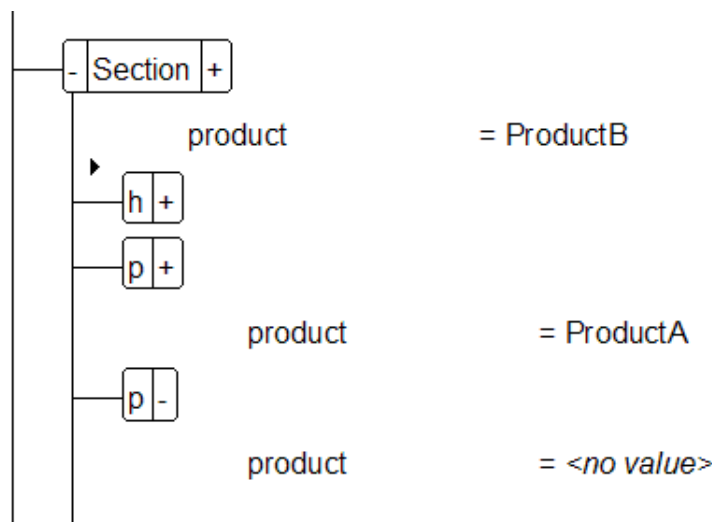 - Section +
product = ProductB
h +
p +
product = ProductA
p -
product = <no value>